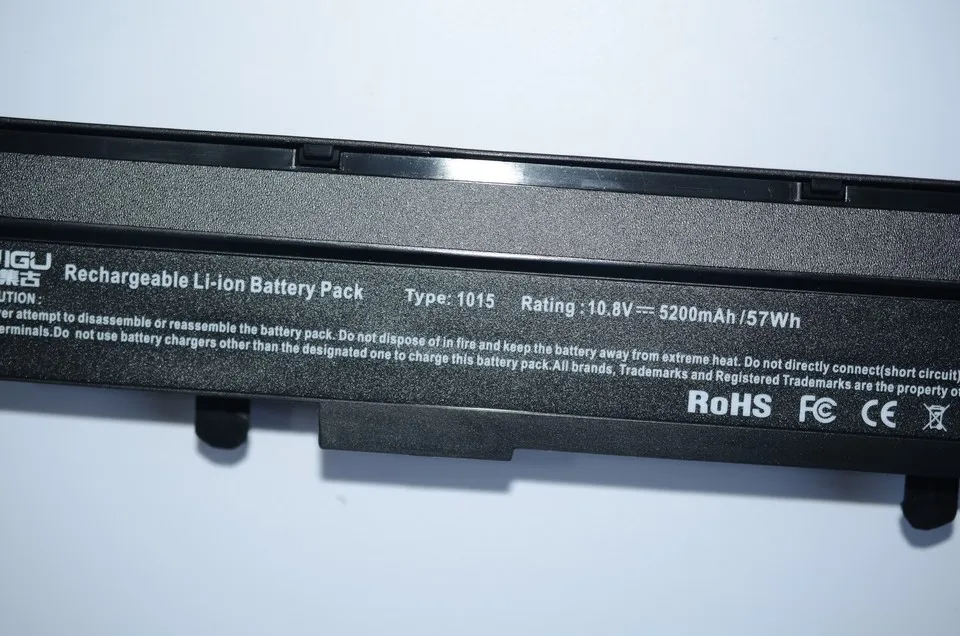 IGU
集古
Rechargeable Li-ion Battery Pack Type: 1015 Rating : 10.8V⎓ 5200mAh /57Wh
UTION :
er attempt to disassemble or reassemble the battery pack. Do not dispose of in fire and keep the battery away from extreme heat. Do not directly connect(short circuit)
erminals.Do not use battery chargers other than the designated one to charge this battery pack.All brands, Trademarks and Registered Trademarks are the property of
RoHS FC CE